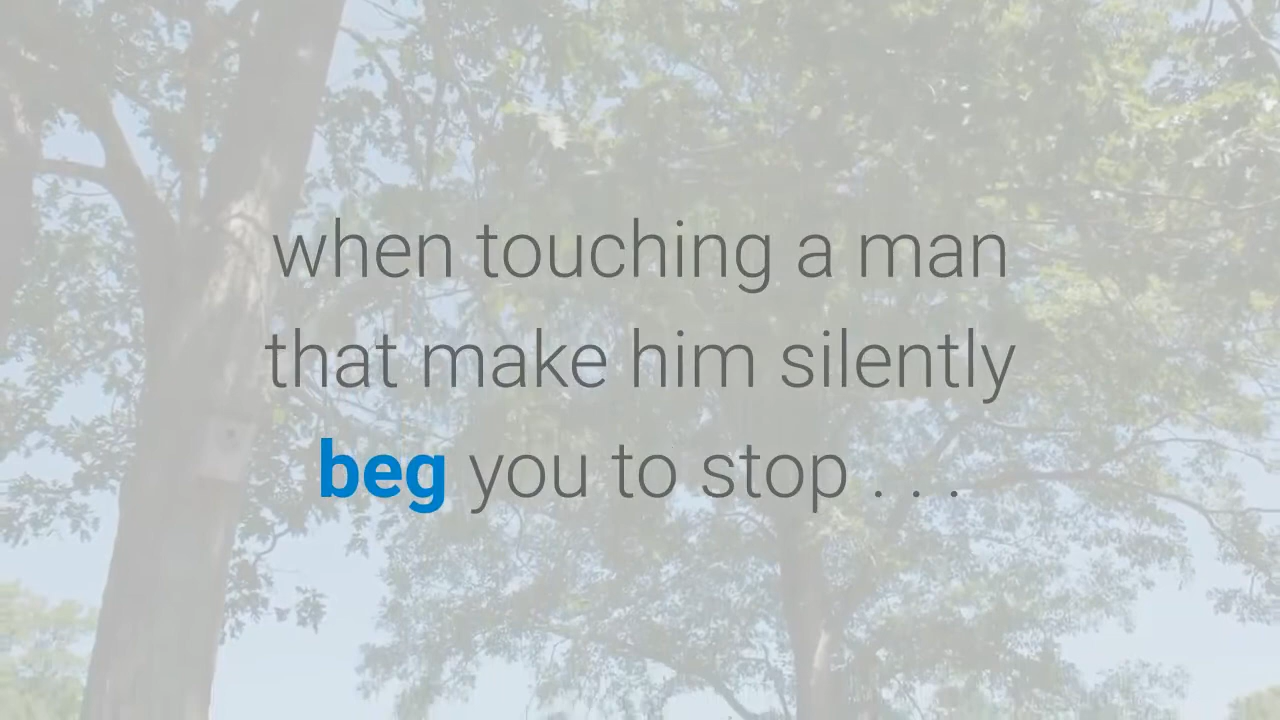 when touching a man
that make him silently
beg you to stop . . .